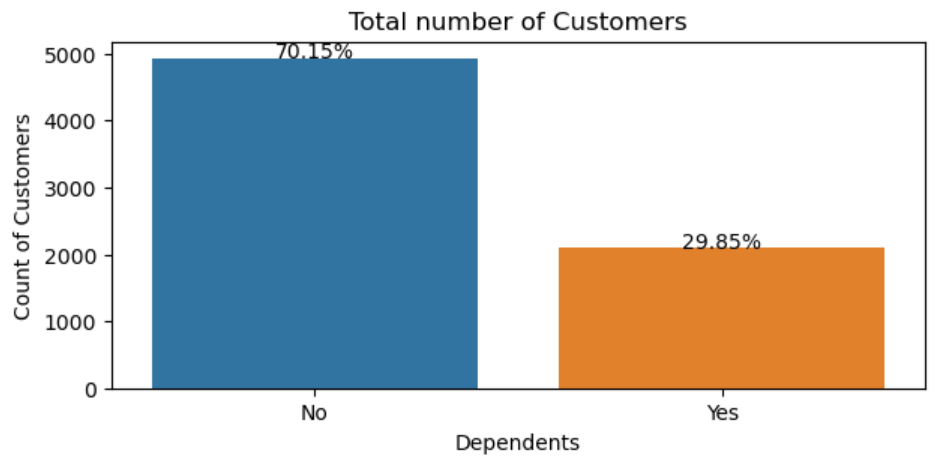 Total number of Customers
Count of Customers
5000
4000
3000
2000
1000
0
70.15%
29.85%
No
Yes
Dependents